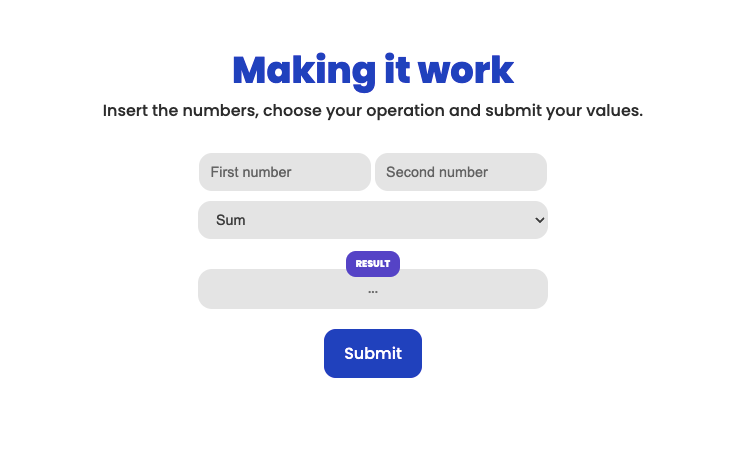 Making it work
Insert the numbers, choose your operation and submit your values.
First number Second number
Sum
RESULT
...
Submit